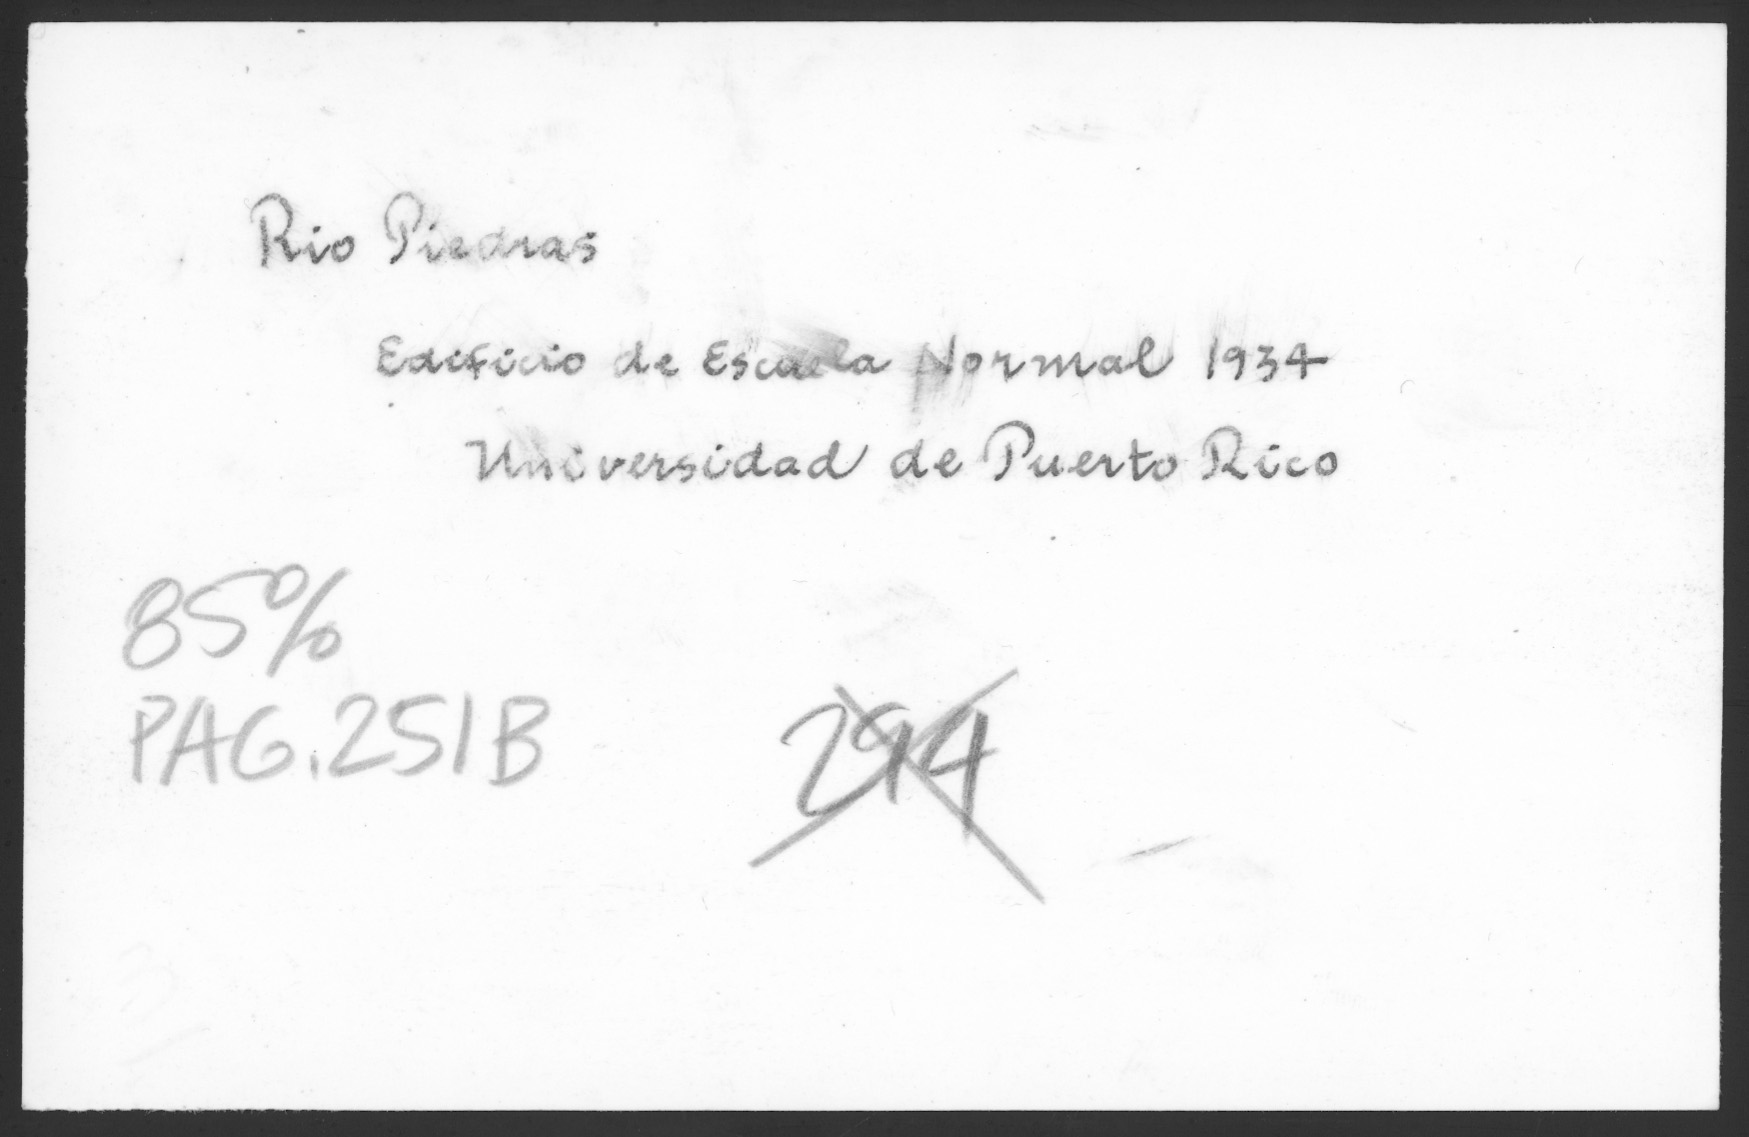 Rio Piedras
Edificio de Escuela Normal 1934
Universidad de Puerto Rico
85%
PAG.251B
294